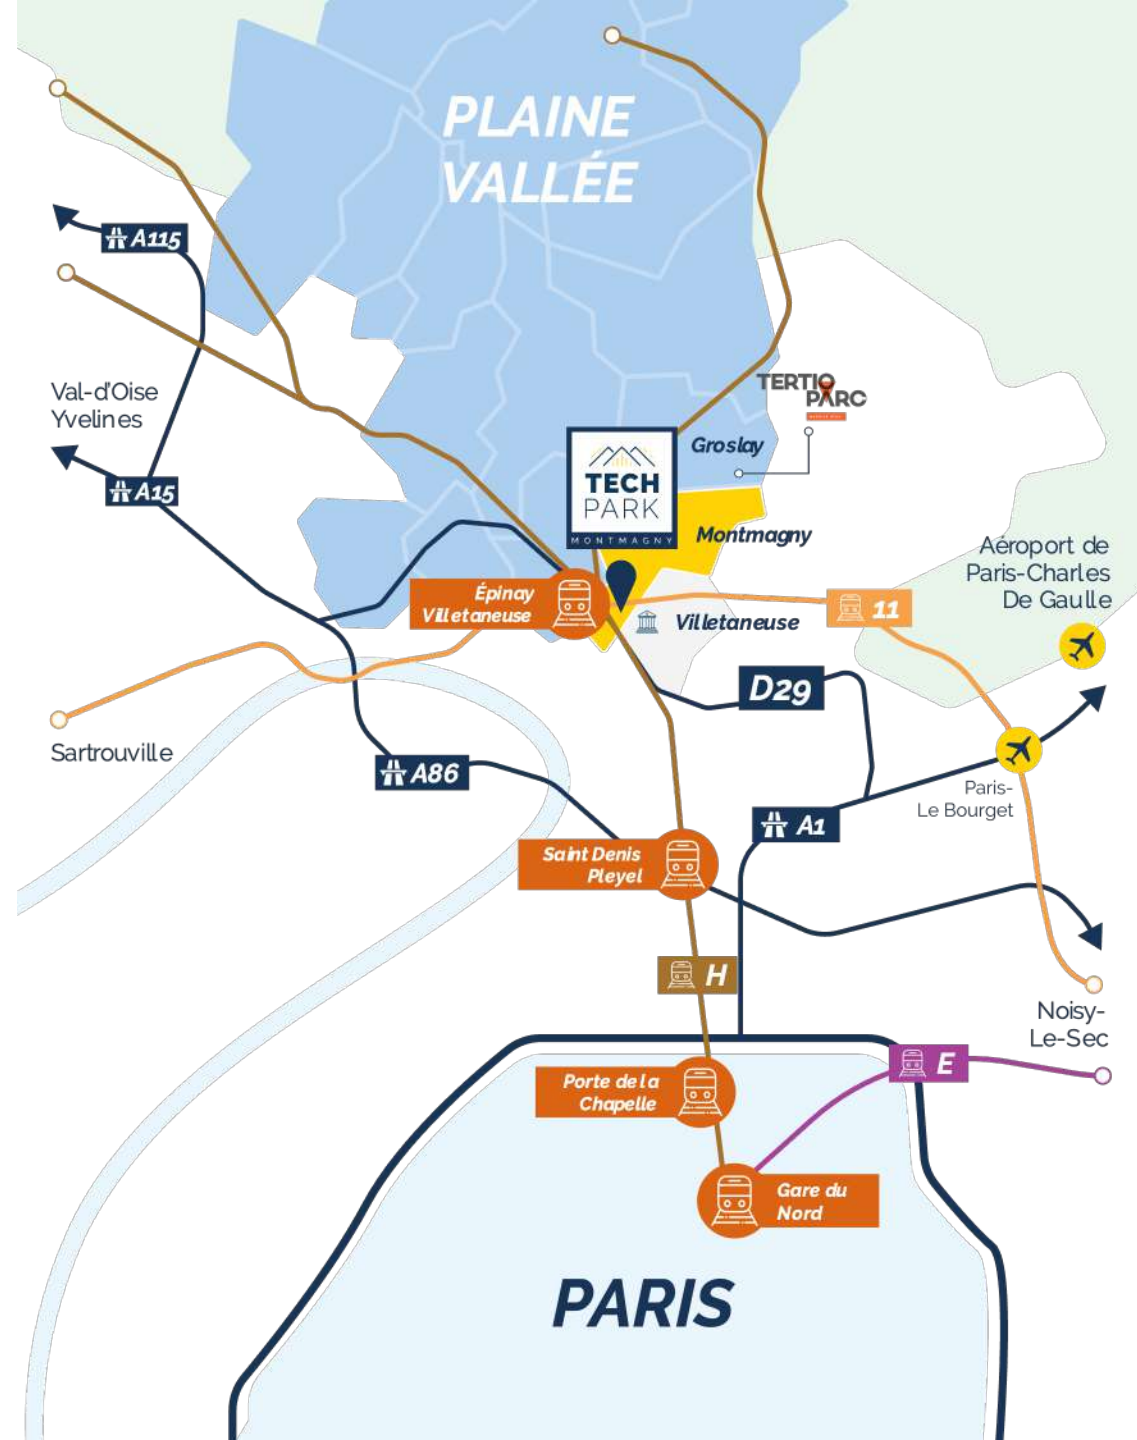 PLAINE
VALLÉE
A115
Val-d'Oise
Yvelines
TERTIO
PARC
Groslay
TECH
PARK
MONTMAGNY
A15
Montmagny
Aéroport de
Paris-Charles
De Gaulle
Épinay
Villetaneuse
11
Villetaneuse
D29
Sartrouville
A86
Paris-
Le Bourget
A1
Saint Denis
Pleyel
H
Noisy-
Le-Sec
E
Porte de la
Chapelle
Gare du
Nord
PARIS